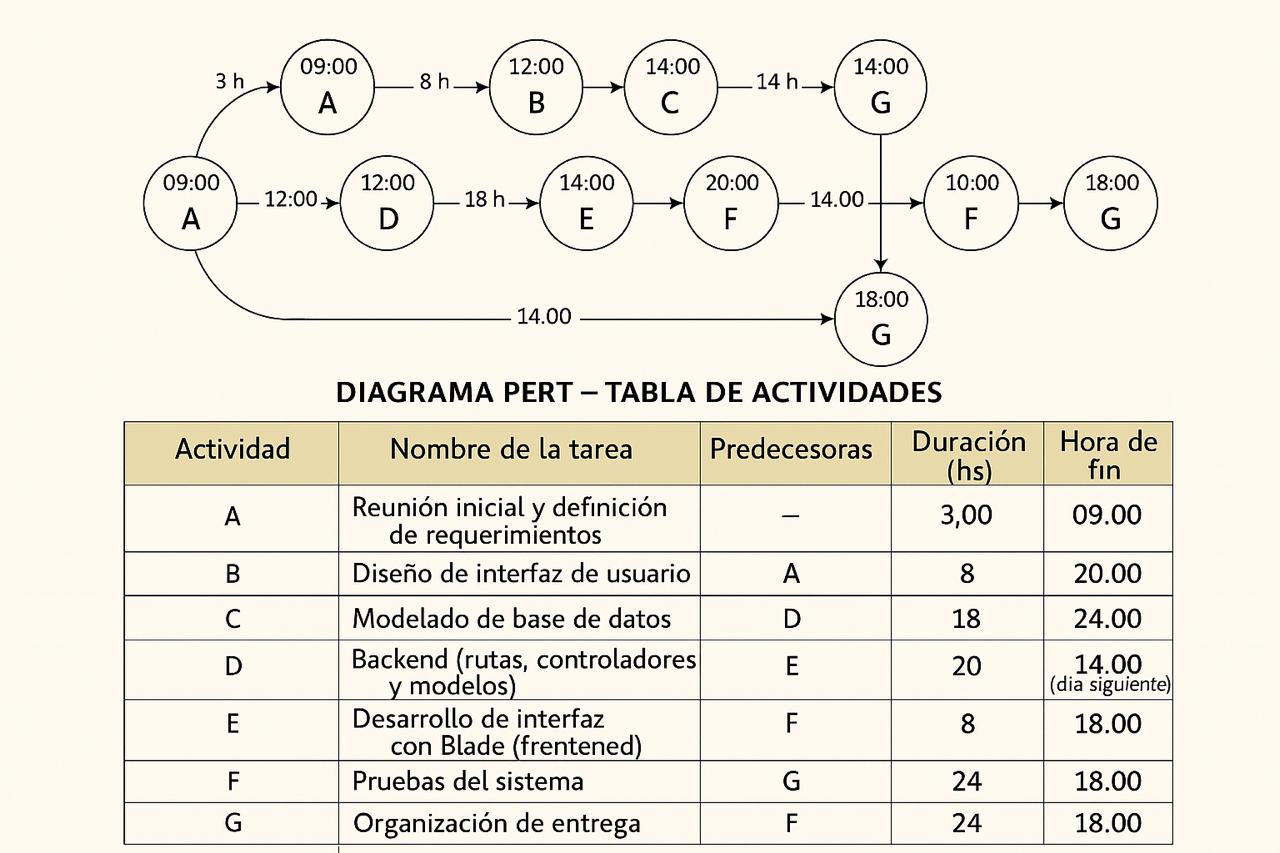 09:00 12:00 14:00 14:00
3 h 8 h 14 h
A B C G
09:00 12:00 14:00 20:00 10:00 18:00
12:00 18 h 14.00
A D E F F G
18:00
14.00
G
DIAGRAMA PERT – TABLA DE ACTIVIDADES
Actividad Nombre de la tarea Predecesoras Duración (hs) Hora de fin
A Reunión inicial y definición — 3,00 09.00
de requerimientos
B Diseño de interfaz de usuario A 8 20.00
C Modelado de base de datos D 18 24.00
D Backend (rutas, controladores E 20 14.00
y modelos) (dia siguiente)
E Desarrollo de interfaz F 8 18.00
con Blade (frentened)
F Pruebas del sistema G 24 18.00
G Organización de entrega F 24 18.00